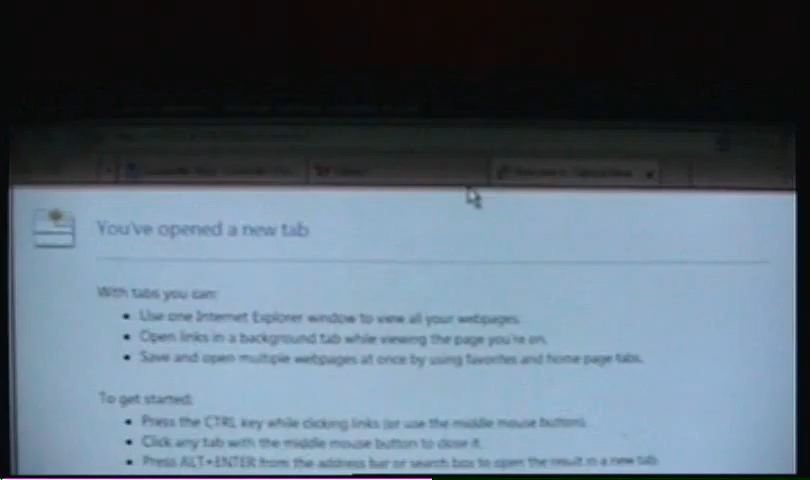 You've opened a new tab
With tabs you can:
Use one Internet Explorer window to view all your webpages.
Open links in a background tab while viewing the page you're on.
Save and open multiple webpages at once by using favorites and home page tabs.
To get started:
Press the CTRL key while clicking links (or use the middle mouse button).
Click any tab with the middle mouse button to close it.
Press ALT+ENTER from the address bar or search box to open the result in a new tab